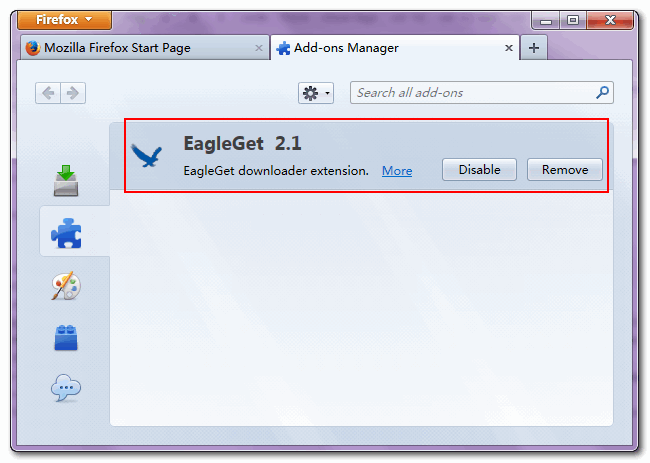 Firefox
Mozilla Firefox Start Page
Add-ons Manager
Search all add-ons
EagleGet 2.1
EagleGet downloader extension. More Disable Remove